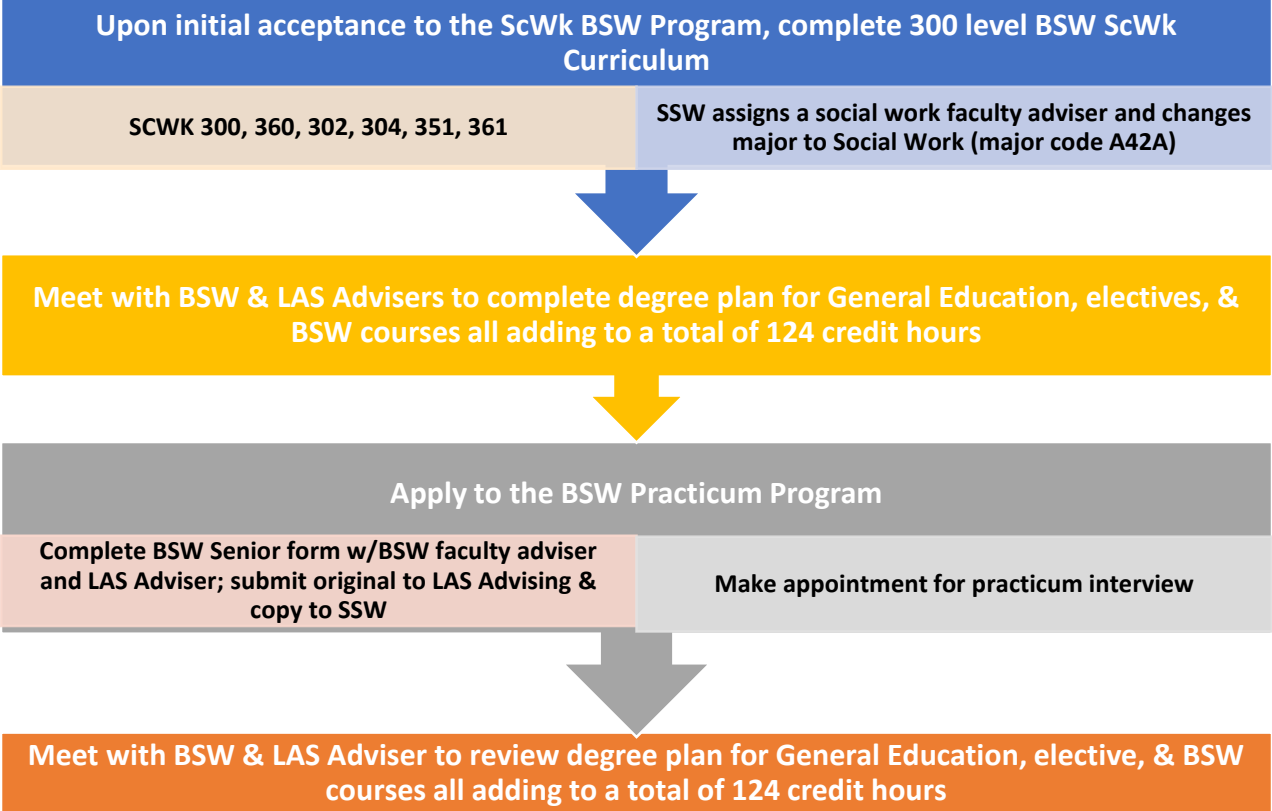 Upon initial acceptance to the ScWk BSW Program, complete 300 level BSW ScWk
Curriculum
SCWK 300, 360, 302, 304, 351, 361
SSW assigns a social work faculty adviser and changes
major to Social Work (major code A42A)
Meet with BSW & LAS Advisers to complete degree plan for General Education, electives, &
BSW courses all adding to a total of 124 credit hours
Apply to the BSW Practicum Program
Complete BSW Senior form w/BSW faculty adviser
and LAS Adviser; submit original to LAS Advising &
copy to SSW
Make appointment for practicum interview
Meet with BSW & LAS Adviser to review degree plan for General Education, elective, & BSW
courses all adding to a total of 124 credit hours